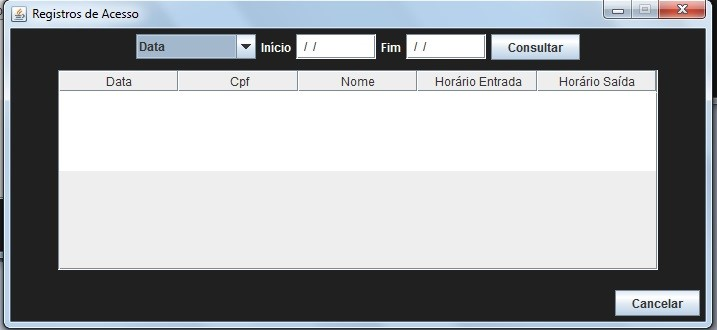 Registros de Acesso
Data Início / / Fim / / Consultar
Data Cpf Nome Horário Entrada Horário Saída
Cancelar